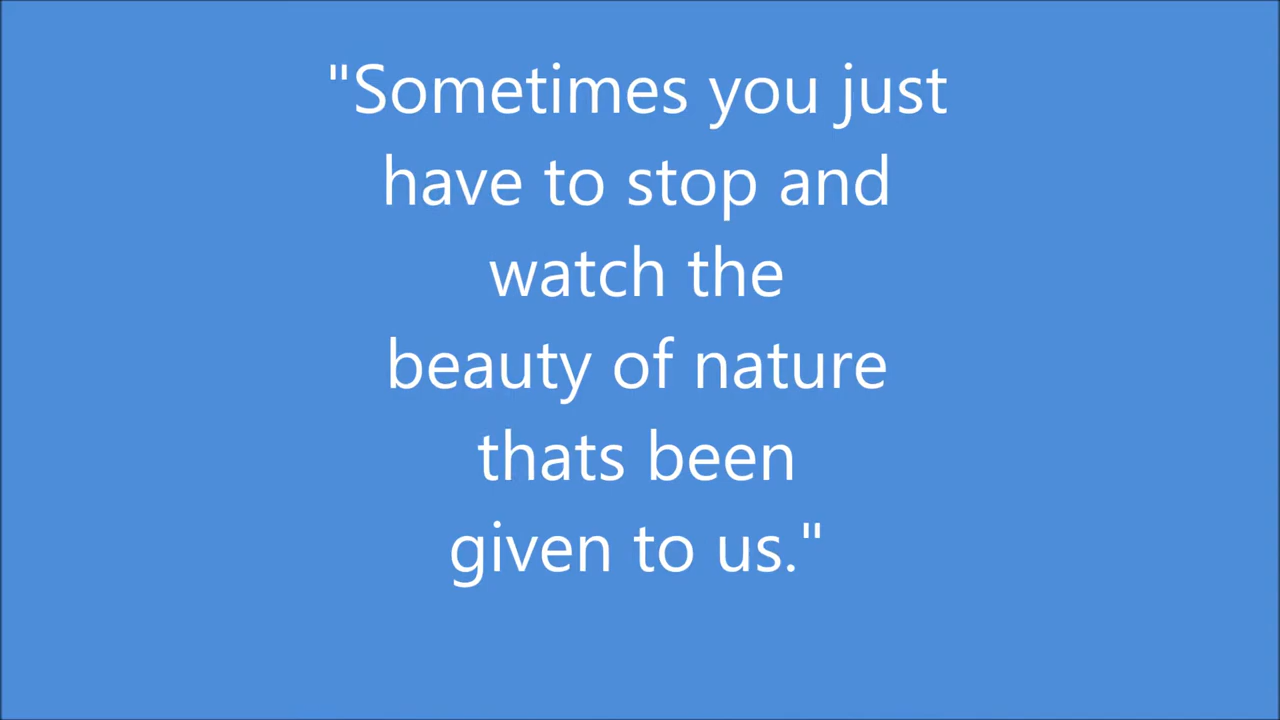 "Sometimes you just
have to stop and
watch the
beauty of nature
thats been
given to us."